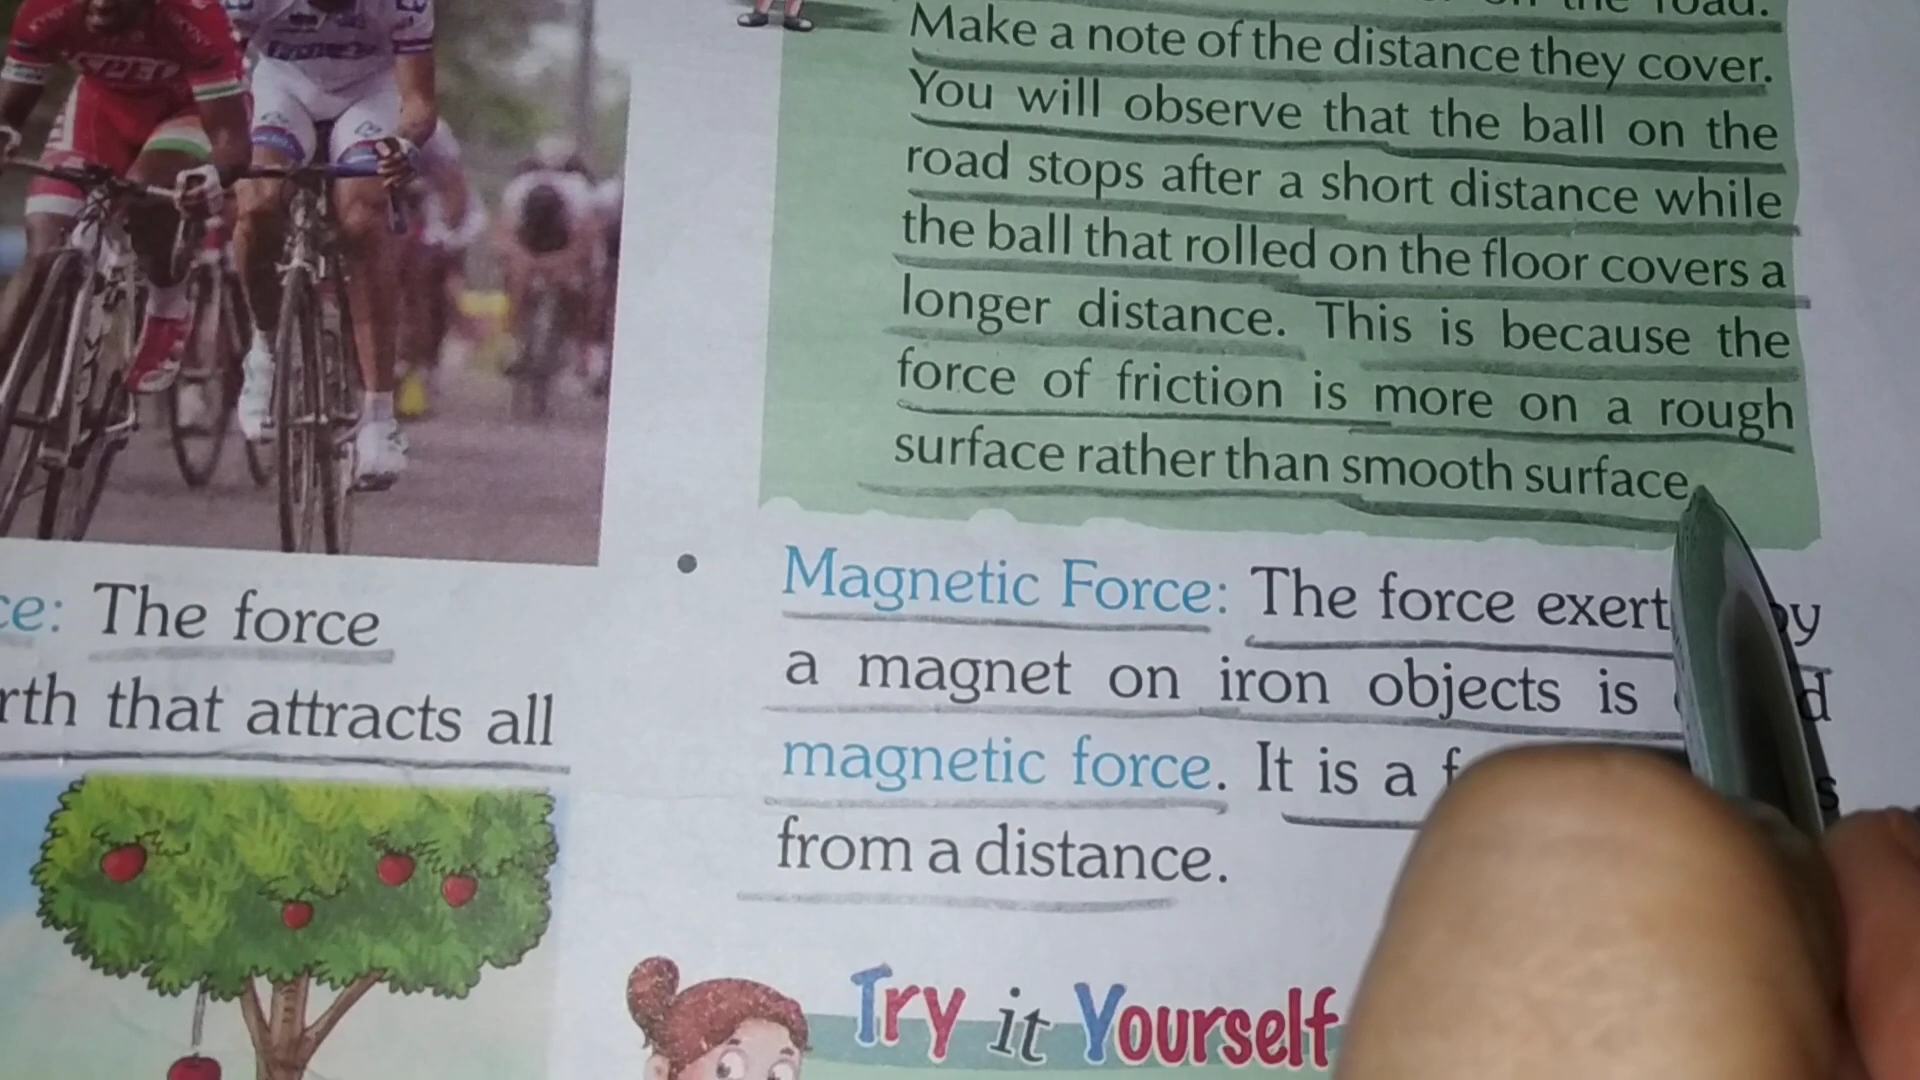 the road.
Make a note of the distance they cover.
You will observe that the ball on the
road stops after a short distance while
the ball that rolled on the floor covers a
longer distance. This is because the
force of friction is more on a rough
surface rather than smooth surface
Magnetic Force: The force by
a magnet on iron objects is
magnetic force. It is a
from a distance.
Try it Yourself
The force
that attracts all